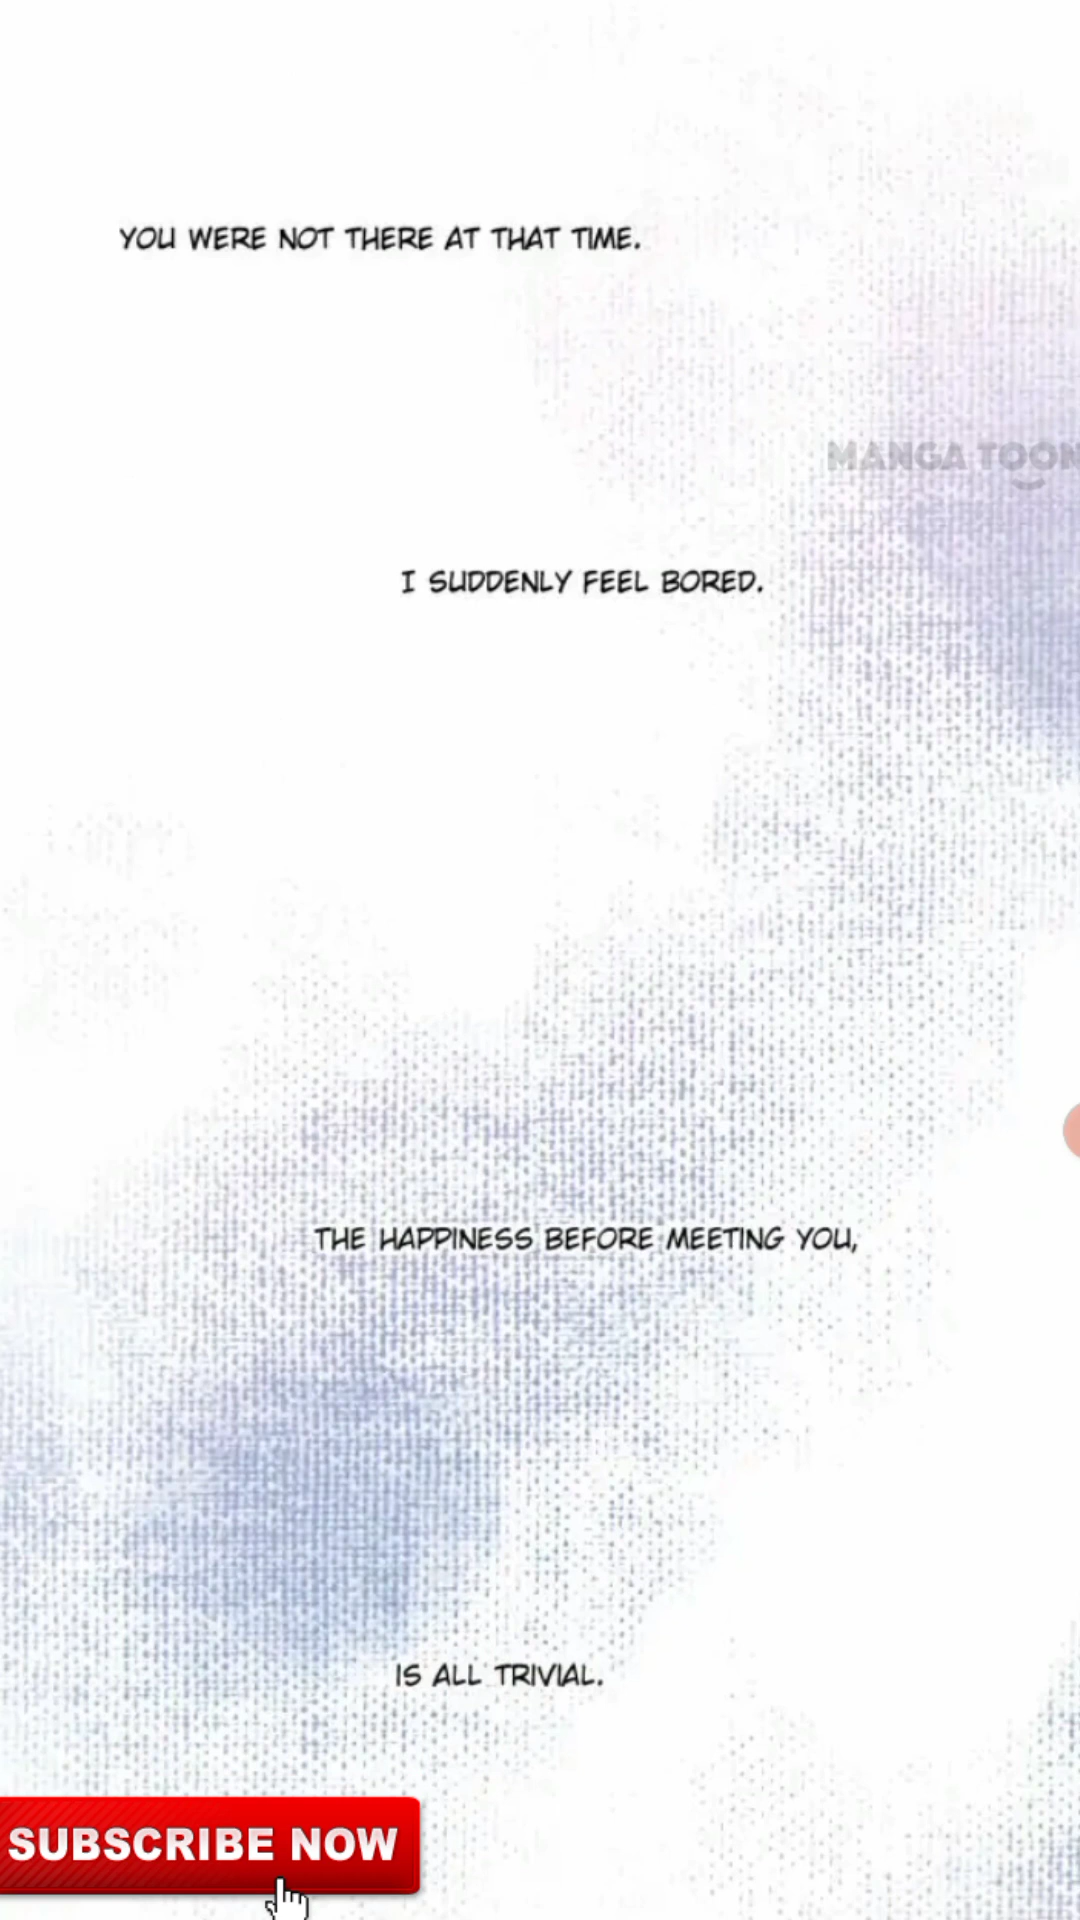 YOU WERE NOT THERE AT THAT TIME.
MANGA TOON
I SUDDENLY FEEL BORED.
THE HAPPINESS BEFORE MEETING YOU,
IS ALL TRIVIAL.
SUBSCRIBE NOW